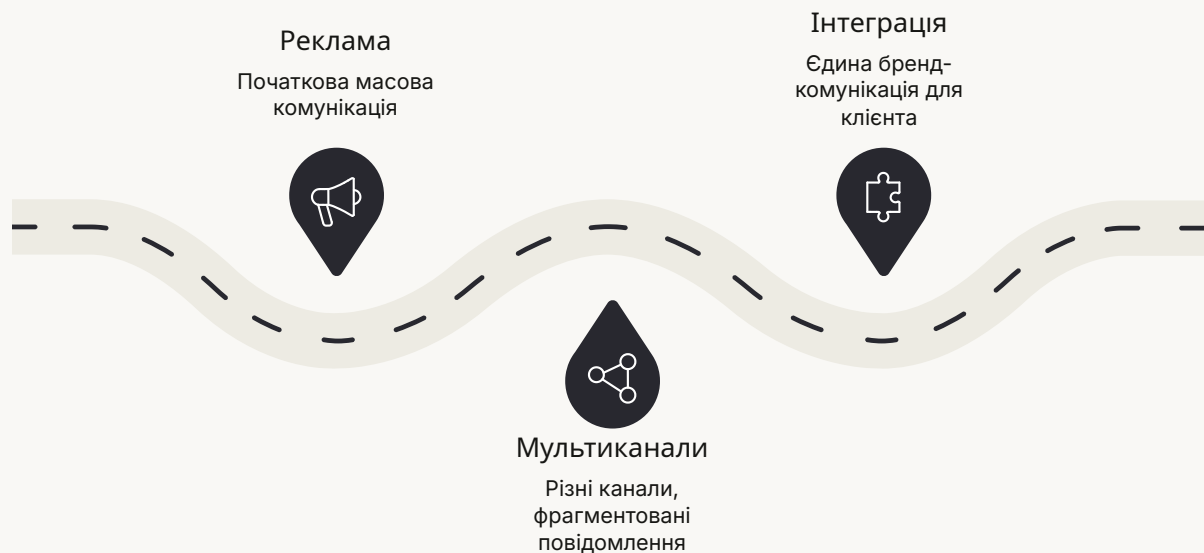 Реклама
Початкова масова
комунікація
Мультиканали
Різні канали,
фрагментовані
повідомлення
Інтеграція
Єдина бренд-
комунікація для
клієнта